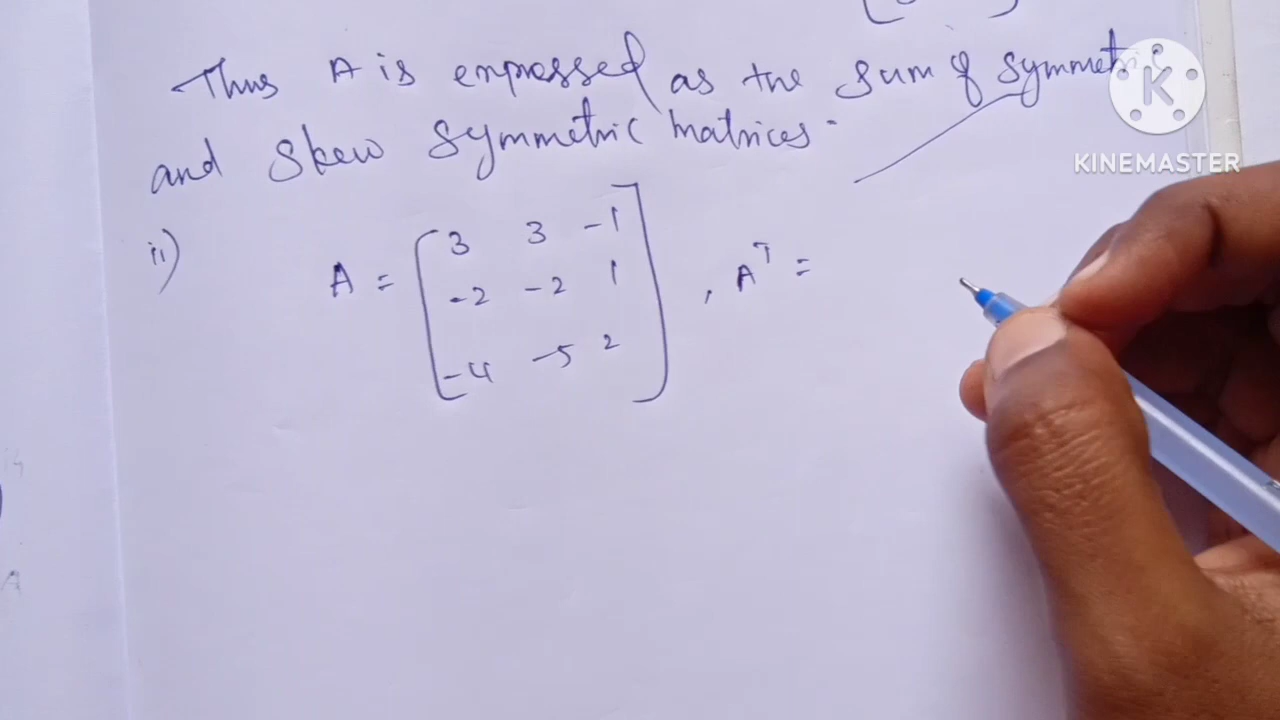 Thus A is expressed as the sum of symmetric
and skew symmetric matrices.
K
KINEMASTER
ii) A = [ 3 3 -1
-2 -2 1
-4 -5 2 ] , A^T =
A